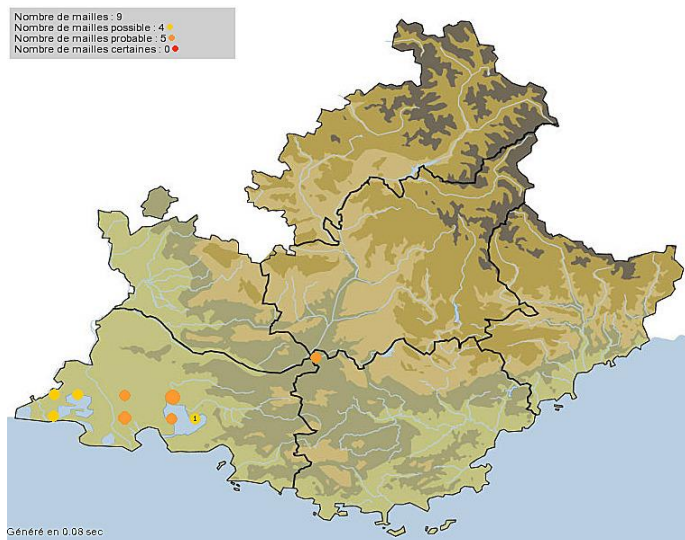 Nombre de mailles : 9
Nombre de mailles possible : 4
Nombre de mailles probable : 5
Nombre de mailles certaines : 0
1
Généré en 0.08 sec